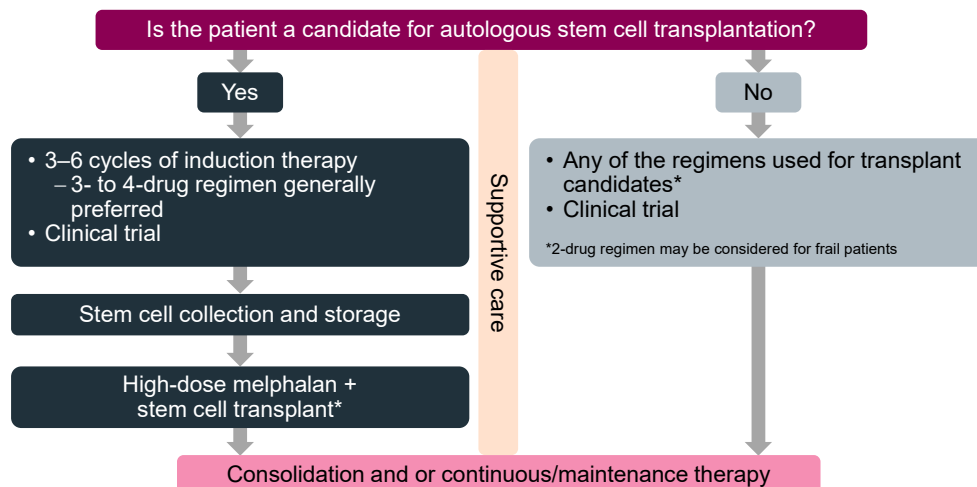 Is the patient a candidate for autologous stem cell transplantation?
Yes
• 3–6 cycles of induction therapy
– 3- to 4-drug regimen generally
preferred
• Clinical trial
Stem cell collection and storage
High-dose melphalan +
stem cell transplant*
Supportive care
No
• Any of the regimens used for transplant
candidates*
• Clinical trial
*2-drug regimen may be considered for frail patients
Consolidation and or continuous/maintenance therapy